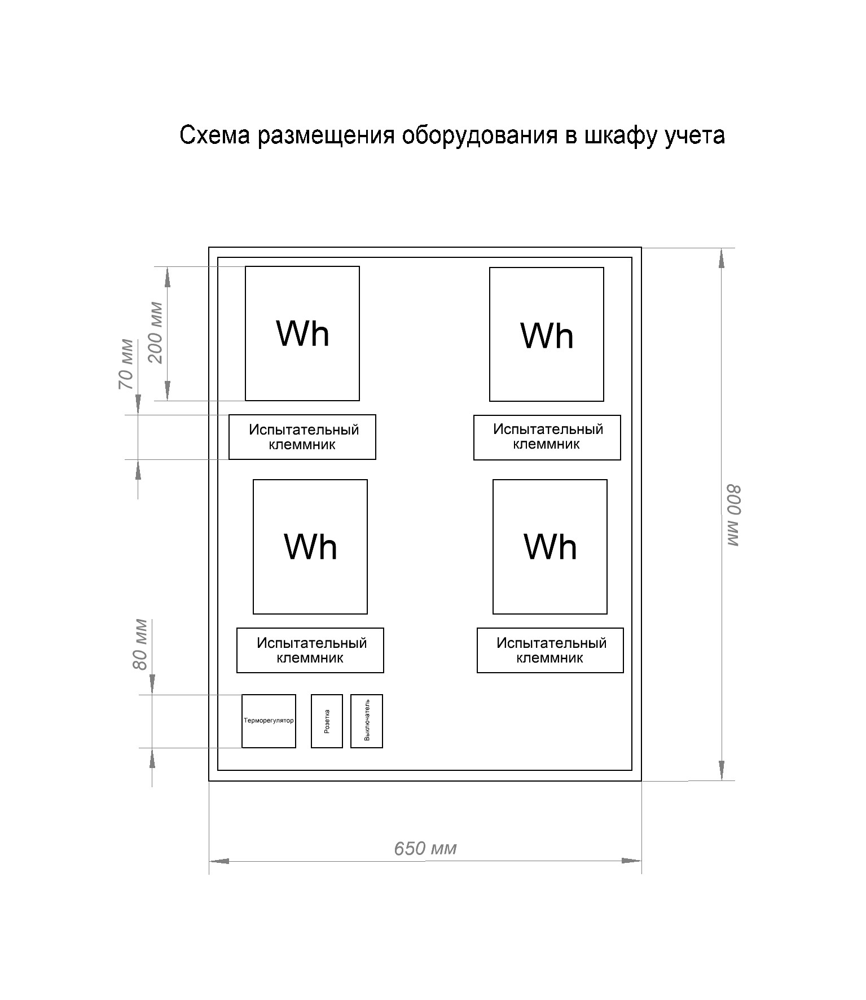 Схема размещения оборудования в шкафу учета
200 мм
70 мм
Wh
Wh
Испытательный
клеммник
Испытательный
клеммник
800 мм
Wh
Wh
80 мм
Испытательный
клеммник
Испытательный
клеммник
Терморегулятор
Розетка
Выключатель
650 мм